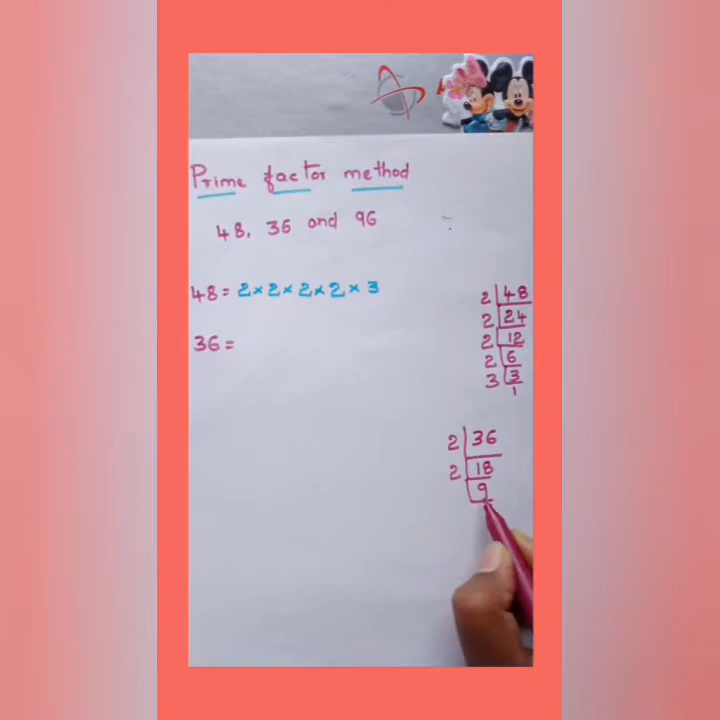 Prime factor method
48, 36 and 96
48 = 2 × 2 × 2 × 2 × 3
36 =
2 | 48
2 | 24
2 | 12
2 | 6
3 | 3
1
2 | 36
2 | 18
9